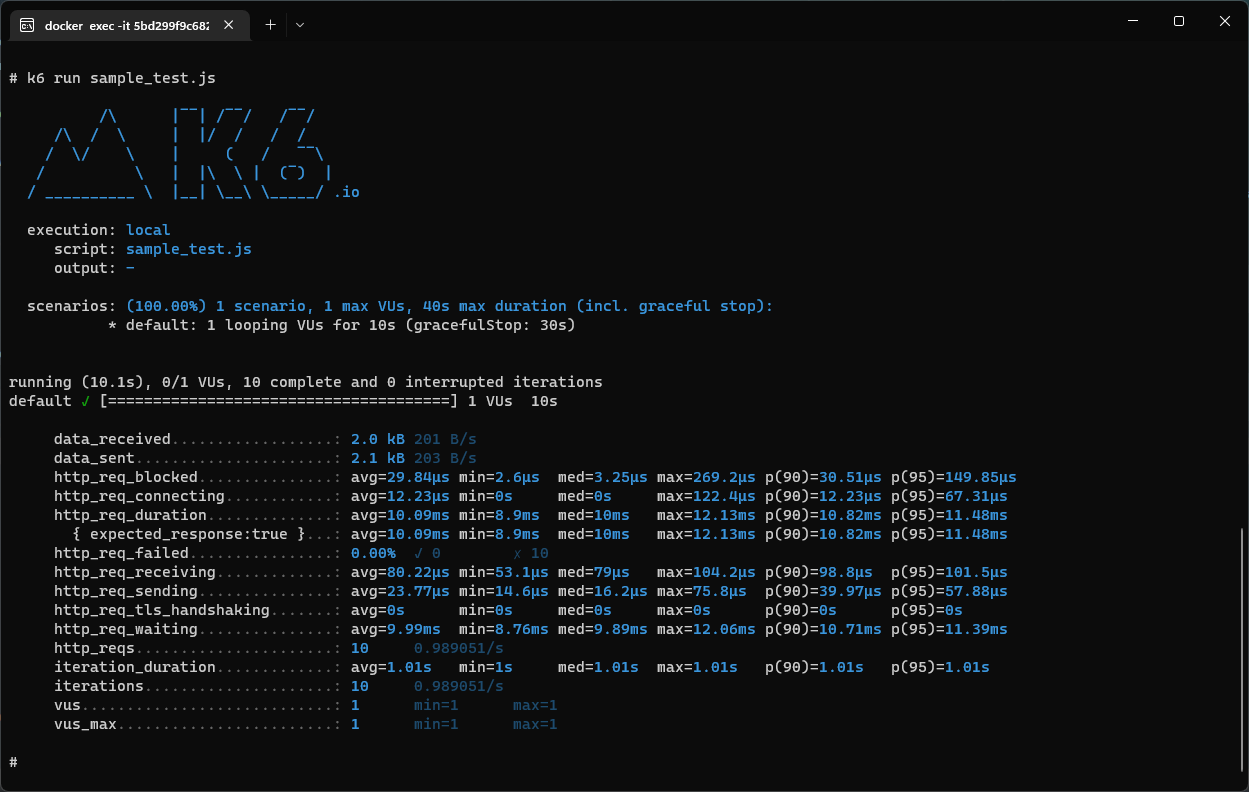 docker exec -it 5bd299f9c682
# k6 run sample_test.js
          /\      |‾‾| /‾‾/   /‾‾/
     /\  /  \     |  |/  /   /  /
    /  \/    \    |     (   /   ‾‾\
   /          \   |  |\  \ |  (‾)  |
  / __________ \  |__| \__\ \_____/ .io
execution: local
script: sample_test.js
output: -
scenarios: (100.00%) 1 scenario, 1 max VUs, 40s max duration (incl. graceful stop):
* default: 1 looping VUs for 10s (gracefulStop: 30s)
running (10.1s), 0/1 VUs, 10 complete and 0 interrupted iterations
default ✓ [======================================] 1 VUs  10s
data_received..................: 2.0 kB 201 B/s
data_sent......................: 2.1 kB 203 B/s
http_req_blocked...............: avg=29.84µs min=2.6µs  med=3.25µs max=269.2µs p(90)=30.51µs p(95)=149.85µs
http_req_connecting............: avg=12.23µs min=0s     med=0s     max=122.4µs p(90)=12.23µs p(95)=67.31µs
http_req_duration..............: avg=10.09ms min=8.9ms  med=10ms   max=12.13ms p(90)=10.82ms p(95)=11.48ms
{ expected_response:true }...: avg=10.09ms min=8.9ms  med=10ms   max=12.13ms p(90)=10.82ms p(95)=11.48ms
http_req_failed................: 0.00%  ✓ 0        ✗ 10
http_req_receiving.............: avg=80.22µs min=53.1µs med=79µs   max=104.2µs p(90)=98.8µs  p(95)=101.5µs
http_req_sending...............: avg=23.77µs min=14.6µs med=16.2µs max=75.8µs  p(90)=39.97µs p(95)=57.88µs
http_req_tls_handshaking.......: avg=0s      min=0s     med=0s     max=0s      p(90)=0s      p(95)=0s
http_req_waiting...............: avg=9.99ms  min=8.76ms med=9.89ms max=12.06ms p(90)=10.71ms p(95)=11.39ms
http_reqs......................: 10     0.989051/s
iteration_duration.............: avg=1.01s   min=1s     med=1.01s  max=1.01s   p(90)=1.01s   p(95)=1.01s
iterations.....................: 10     0.989051/s
vus............................: 1      min=1      max=1
vus_max........................: 1      min=1      max=1
#